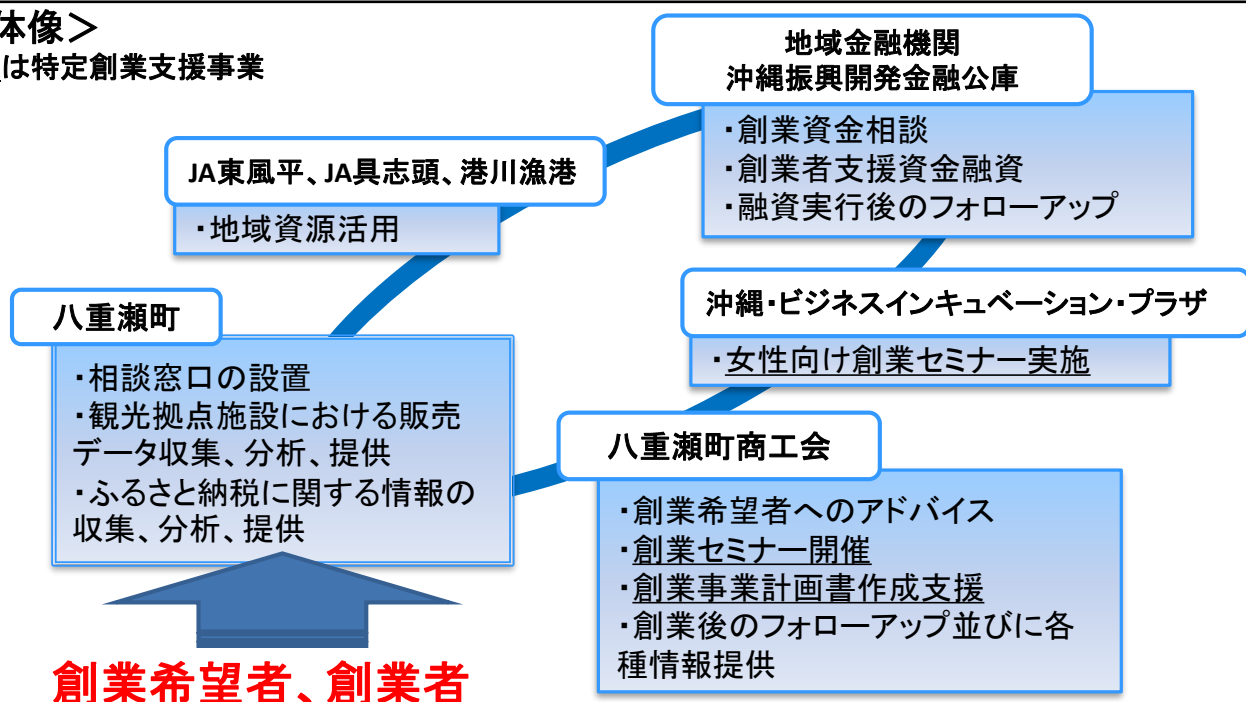 体像＞
は特定創業支援事業
地域金融機関
沖縄振興開発金融公庫
・創業資金相談
・創業者支援資金融資
・融資実行後のフォローアップ
JA東風平、JA具志頭、港川漁港
・地域資源活用
沖縄・ビジネスインキュベーション・プラザ
・女性向け創業セミナー実施
八重瀬町
・相談窓口の設置
・観光拠点施設における販売
データ収集、分析、提供
・ふるさと納税に関する情報の
収集、分析、提供
八重瀬町商工会
・創業希望者へのアドバイス
・創業セミナー開催
・創業事業計画書作成支援
・創業後のフォローアップ並びに各
種情報提供
創業希望者、創業者